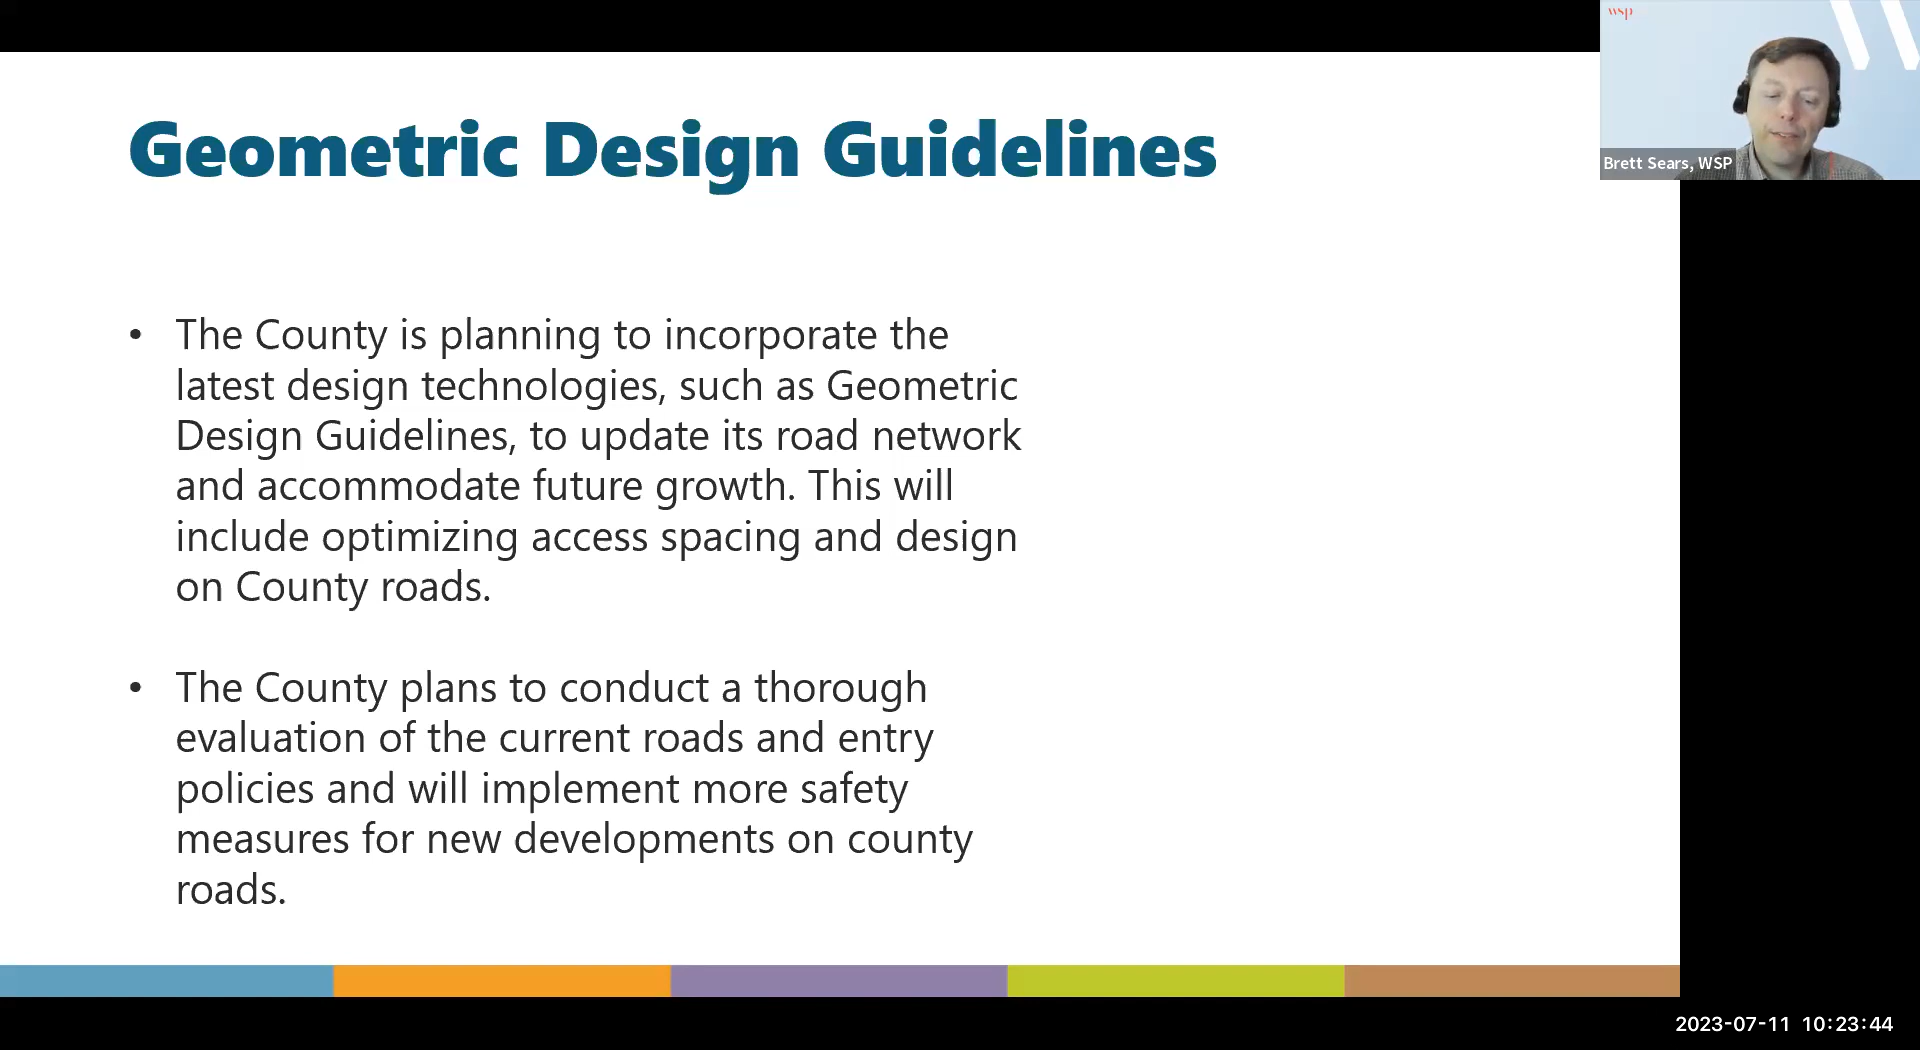 wsp
Brett Sears, WSP
Geometric Design Guidelines
• The County is planning to incorporate the
latest design technologies, such as Geometric
Design Guidelines, to update its road network
and accommodate future growth. This will
include optimizing access spacing and design
on County roads.
• The County plans to conduct a thorough
evaluation of the current roads and entry
policies and will implement more safety
measures for new developments on county
roads.
2023-07-11 10:23:44